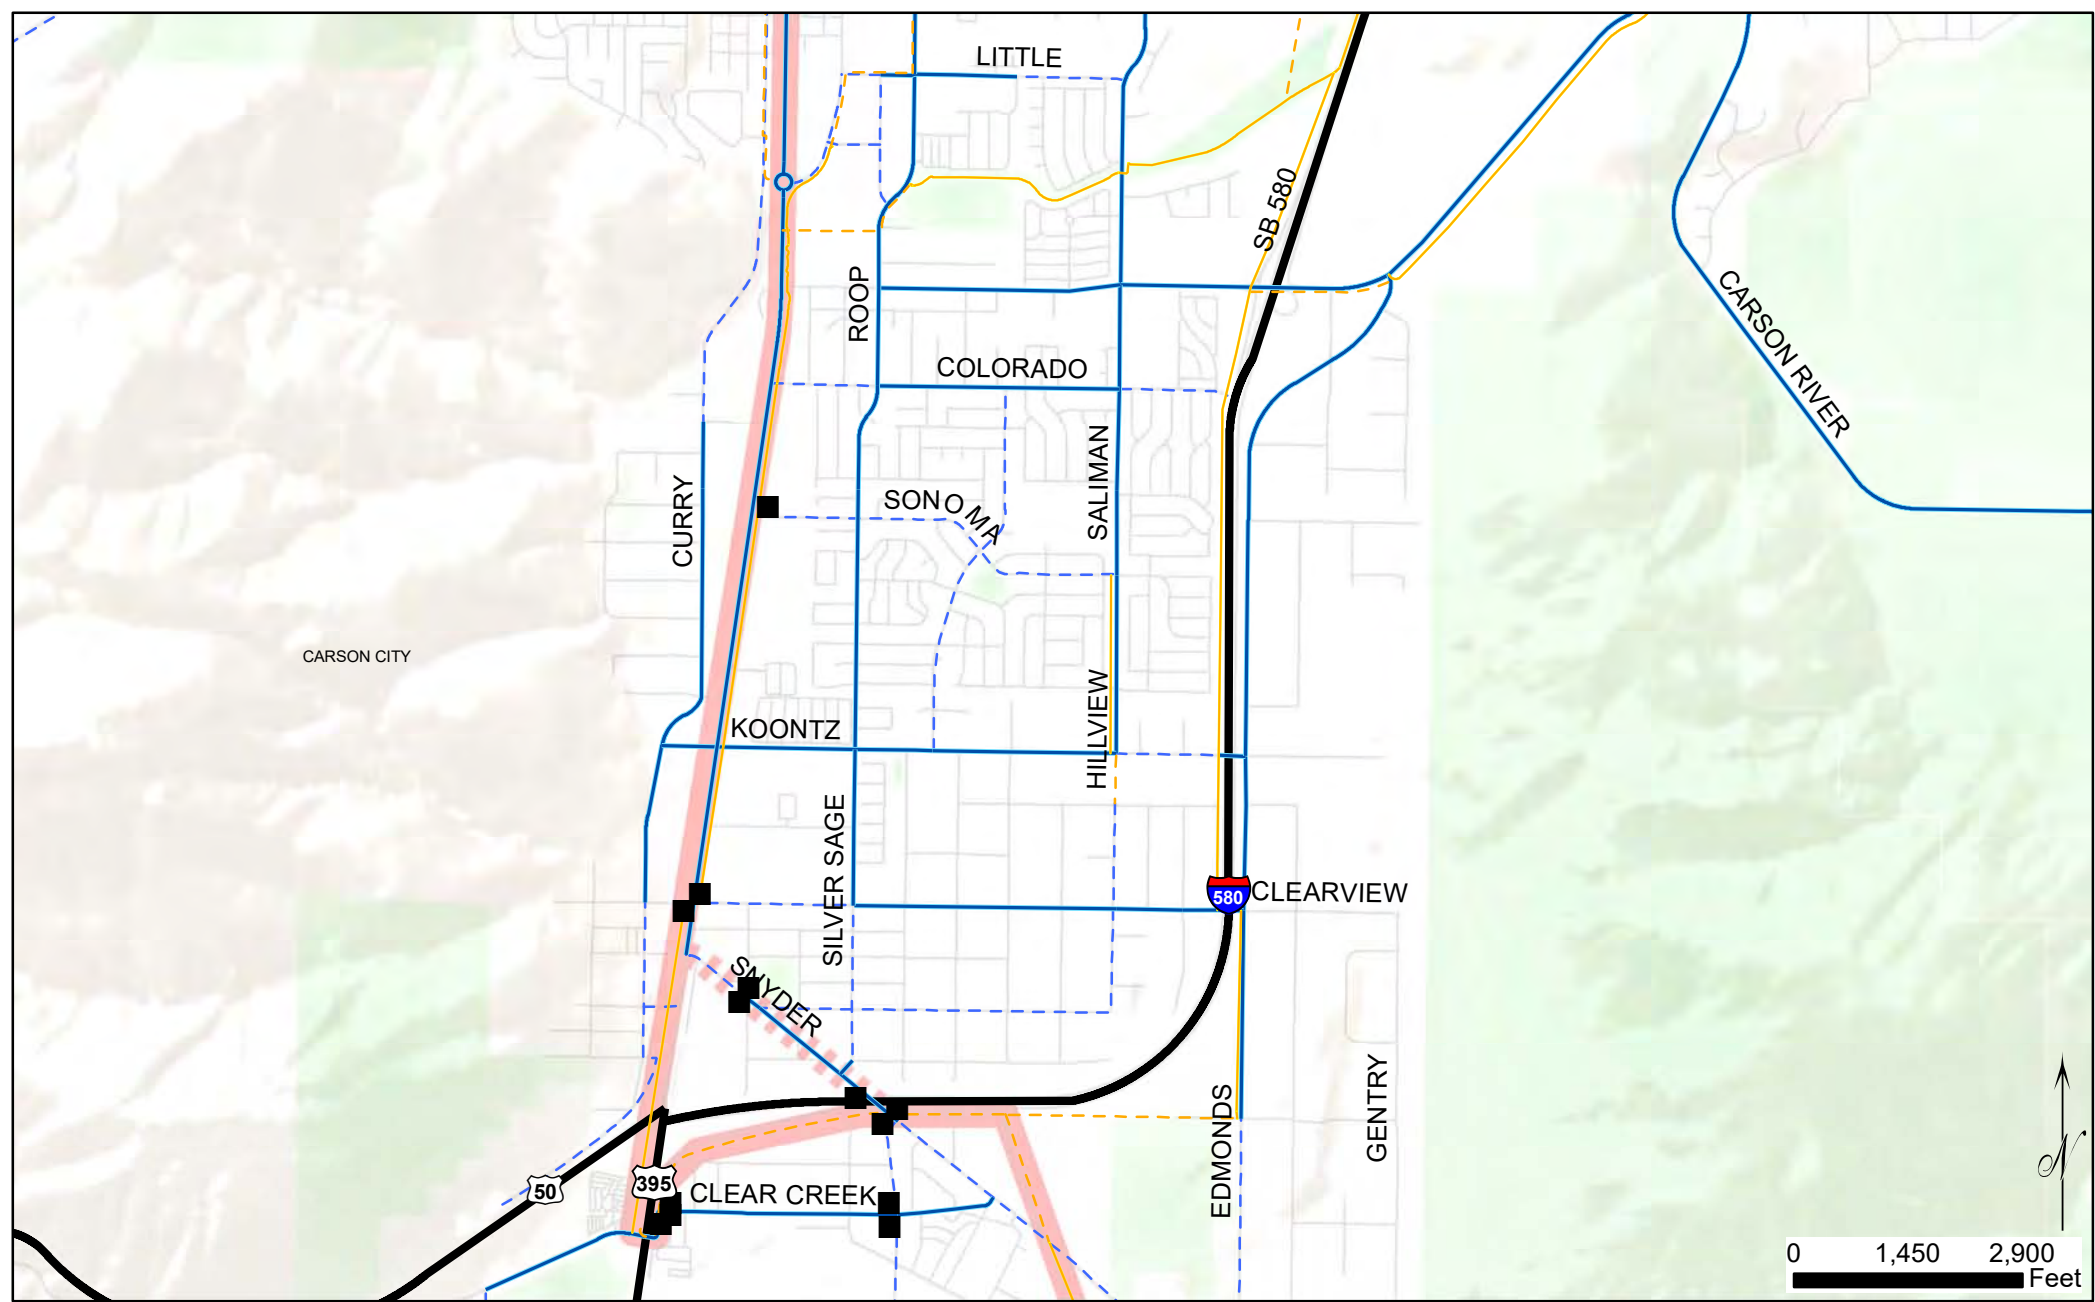 LITTLE
SB 580
ROOP
CARSON RIVER
COLORADO
SALIMAN
CURRY
SONOMA
CARSON CITY
HILLVIEW
KOONTZ
SILVER SAGE
580
CLEARVIEW
SNYDER
GENTRY
EDMONDS
50
395
CLEAR CREEK
N
0 1,450 2,900
Feet